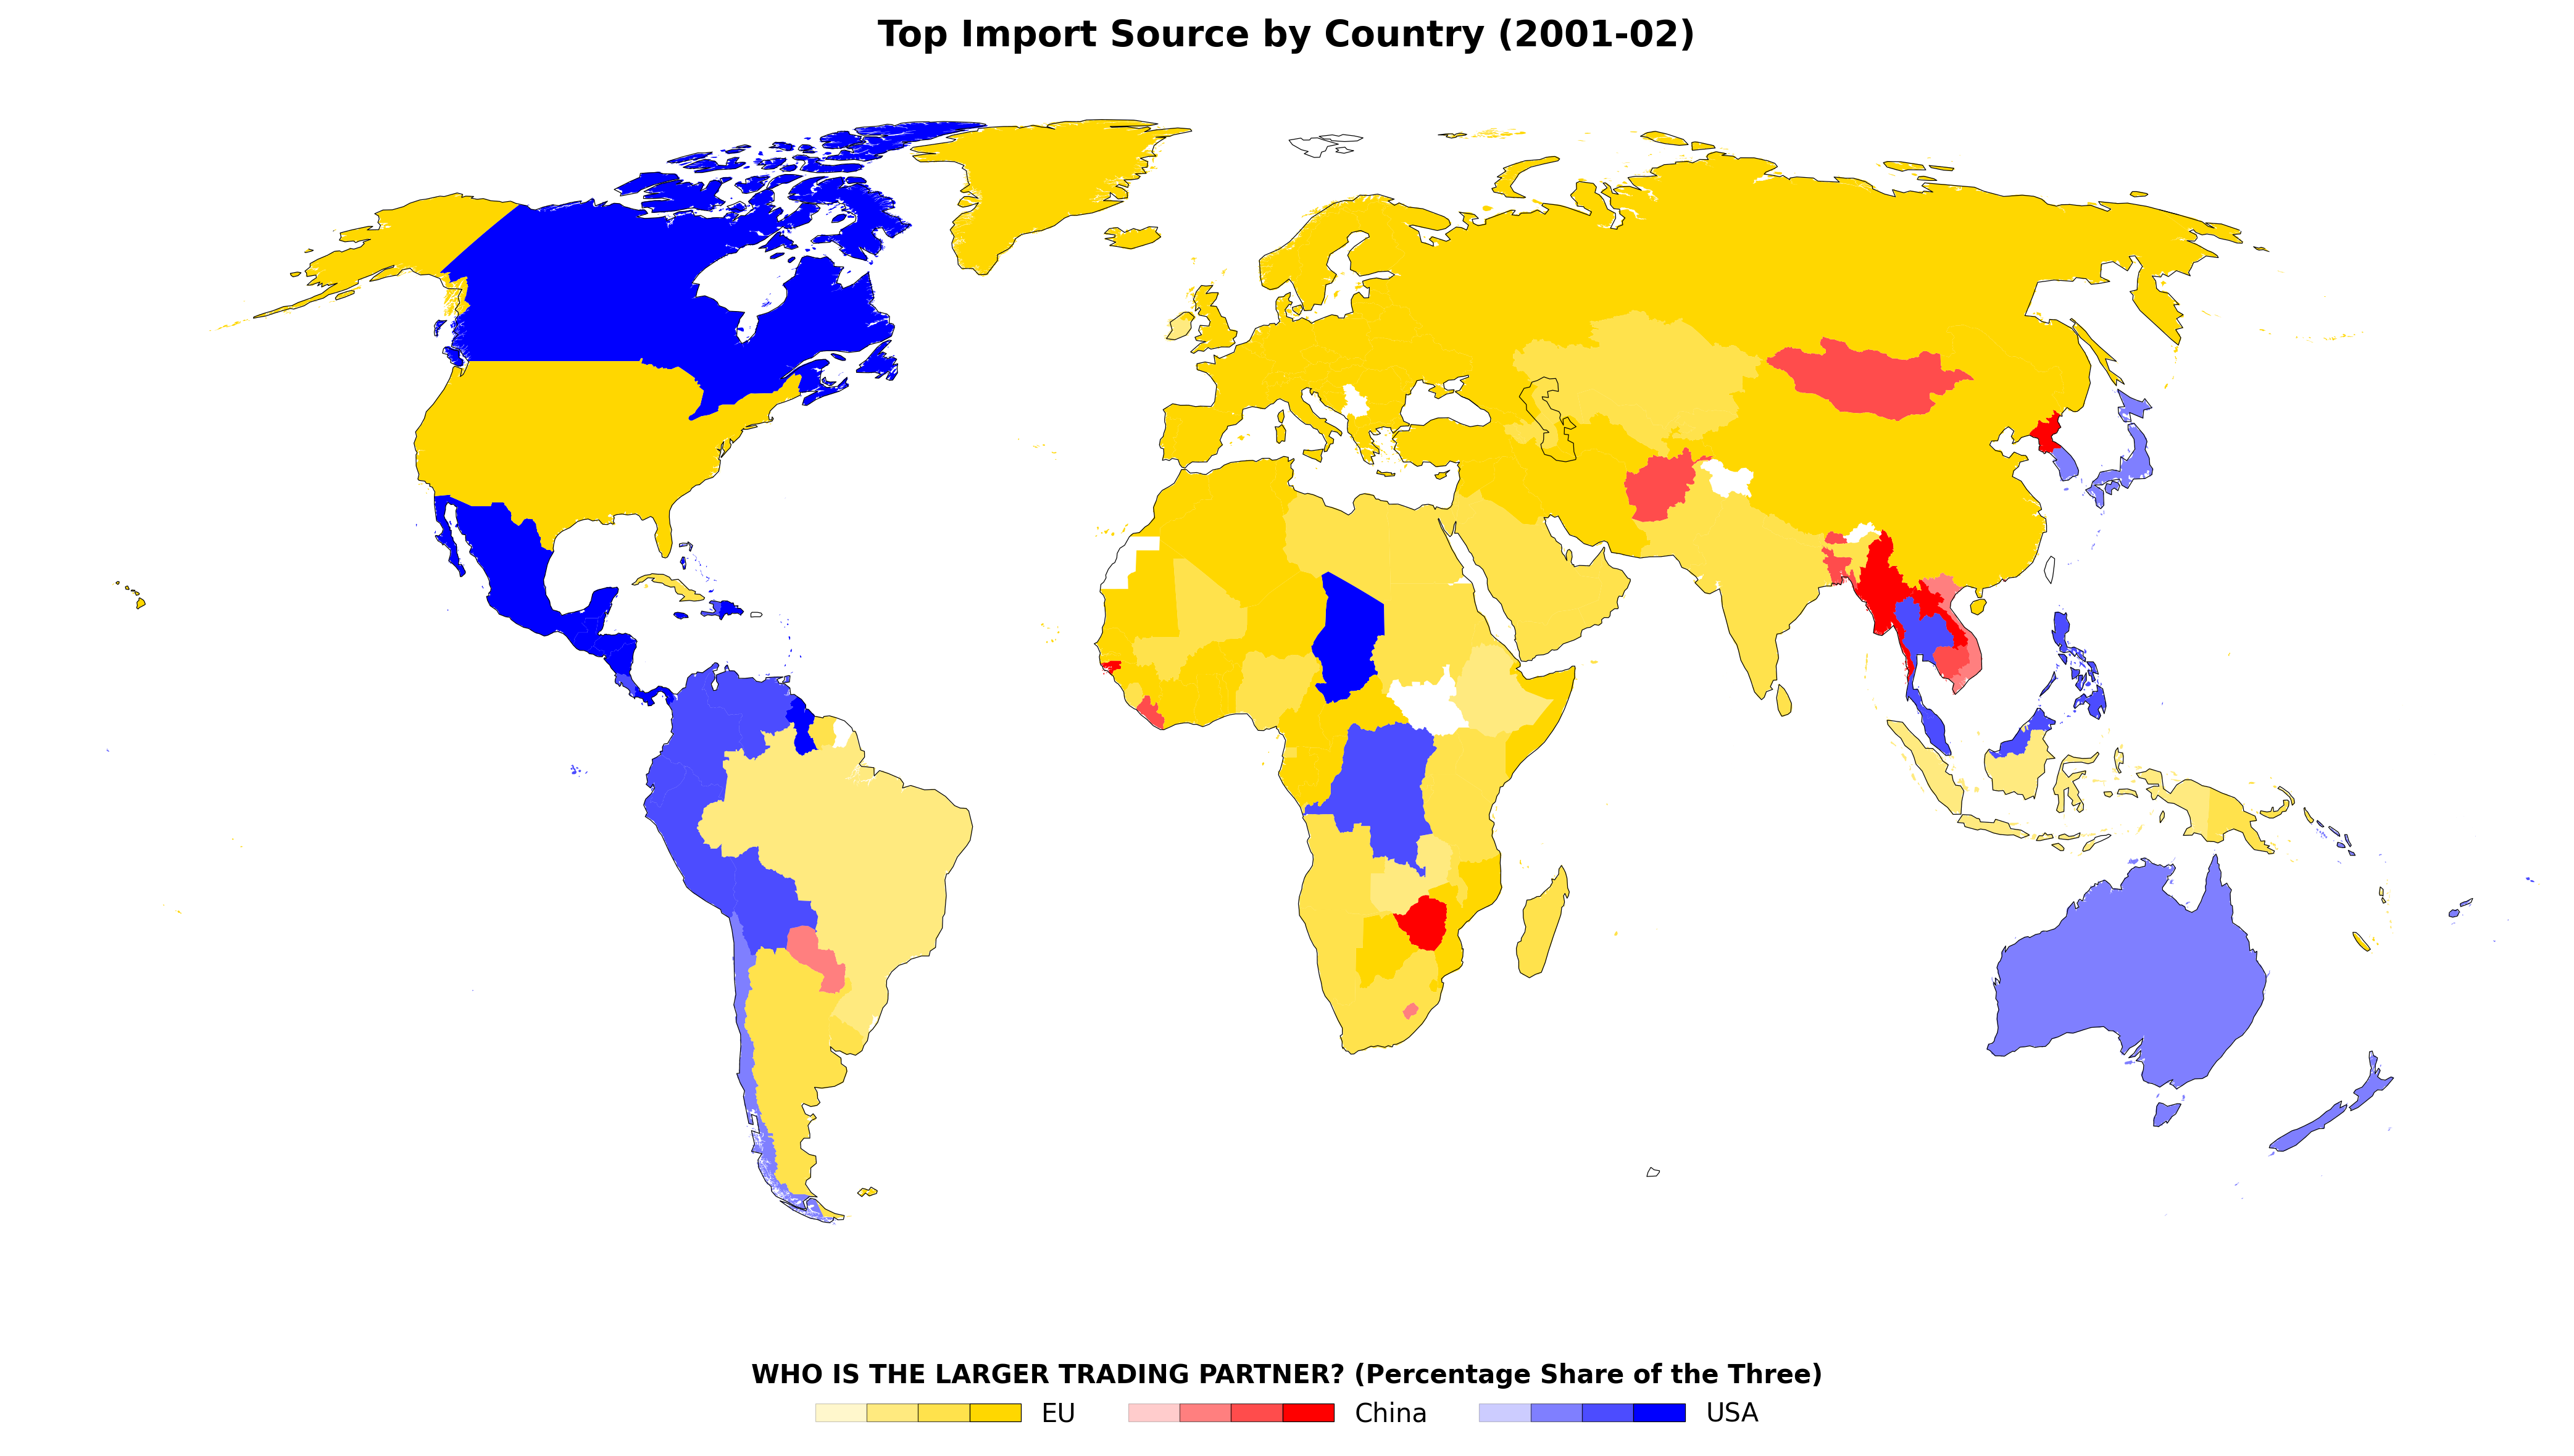 Top Import Source by Country (2001-02)
WHO IS THE LARGER TRADING PARTNER? (Percentage Share of the Three)
EU China USA